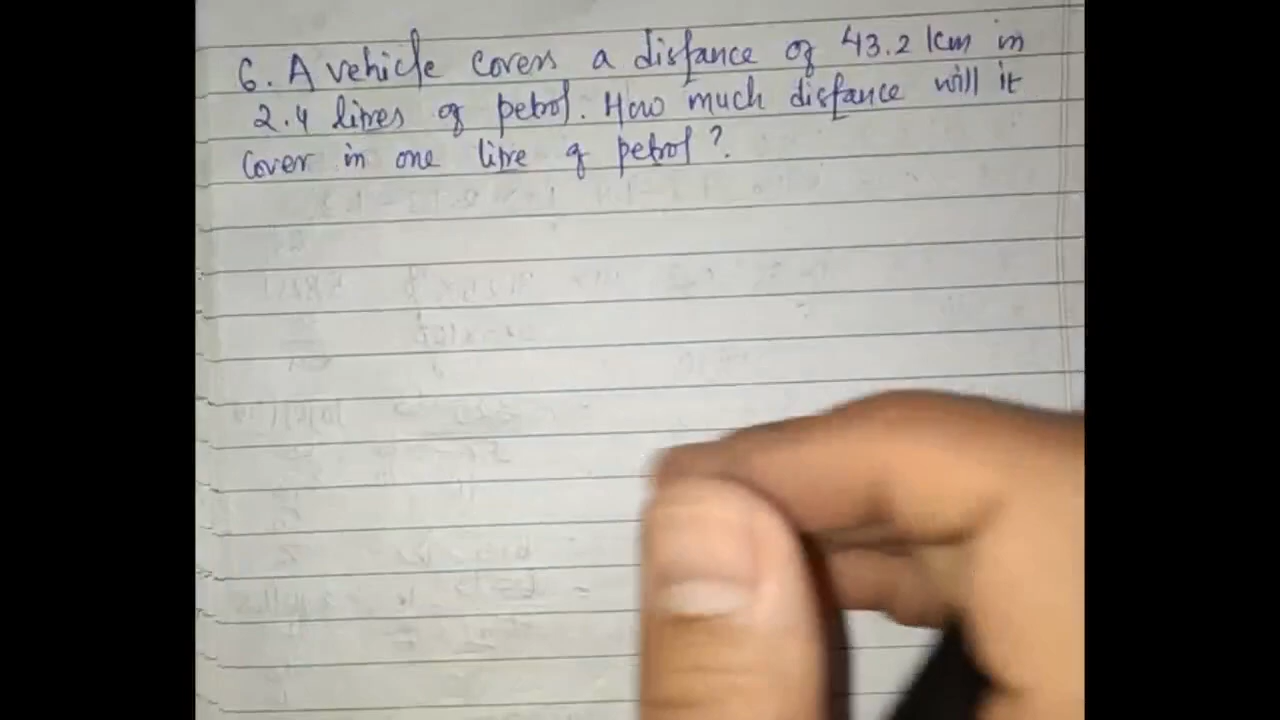 6. A vehicle covers a distance of 43.2 km in
2.4 litres of petrol. How much distance will it
cover in one litre of petrol?